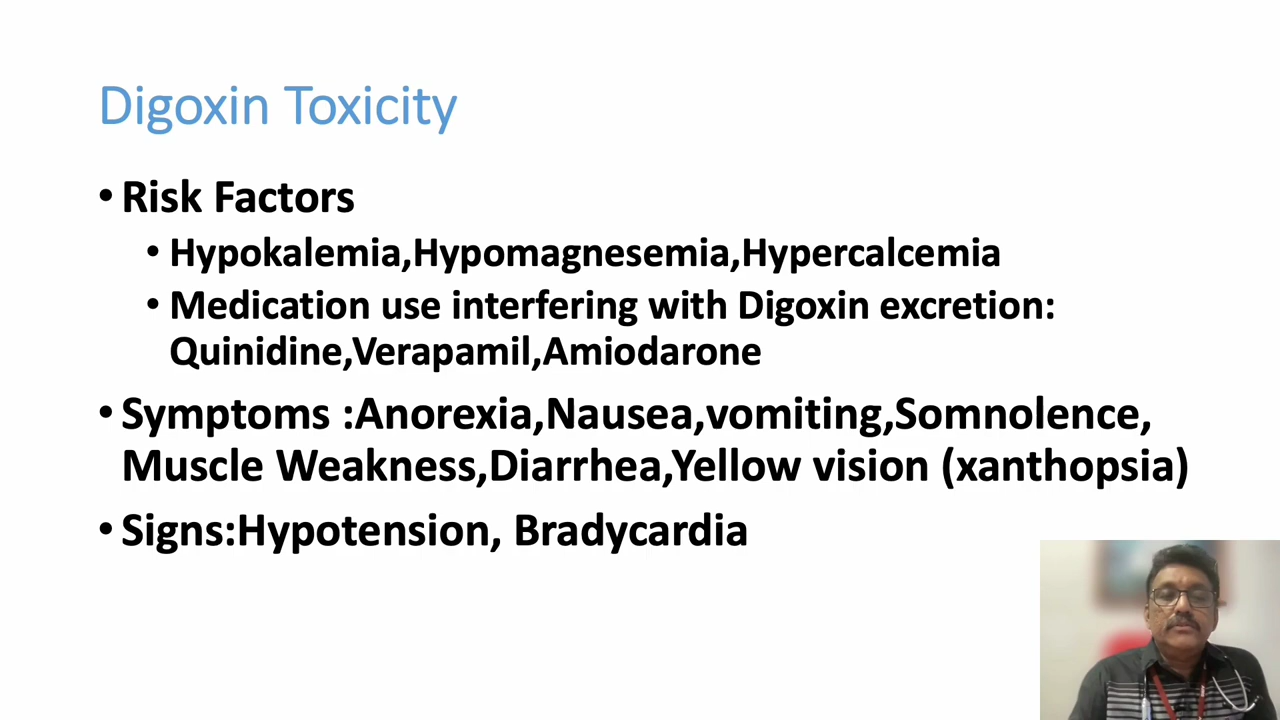 Digoxin Toxicity
• Risk Factors
• Hypokalemia,Hypomagnesemia,Hypercalcemia
• Medication use interfering with Digoxin excretion:
Quinidine,Verapamil,Amiodarone
• Symptoms :Anorexia,Nausea,vomiting,Somnolence,
Muscle Weakness,Diarrhea,Yellow vision (xanthopsia)
• Signs:Hypotension, Bradycardia